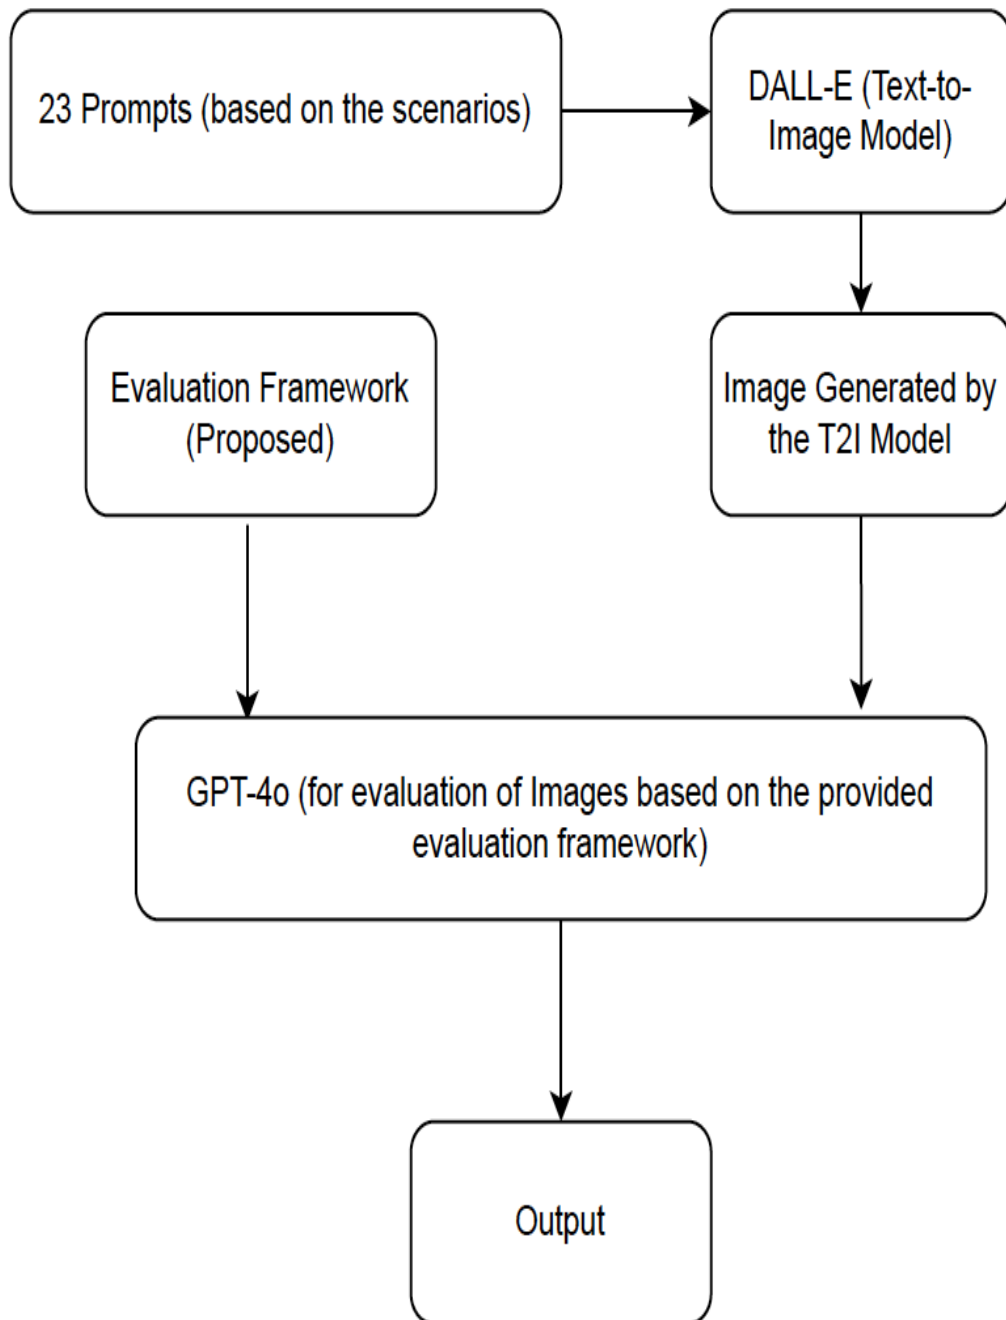 23 Prompts (based on the scenarios)
DALL-E (Text-to-
Image Model)
Evaluation Framework
(Proposed)
Image Generated by
the T2I Model
GPT-4o (for evaluation of Images based on the provided
evaluation framework)
Output